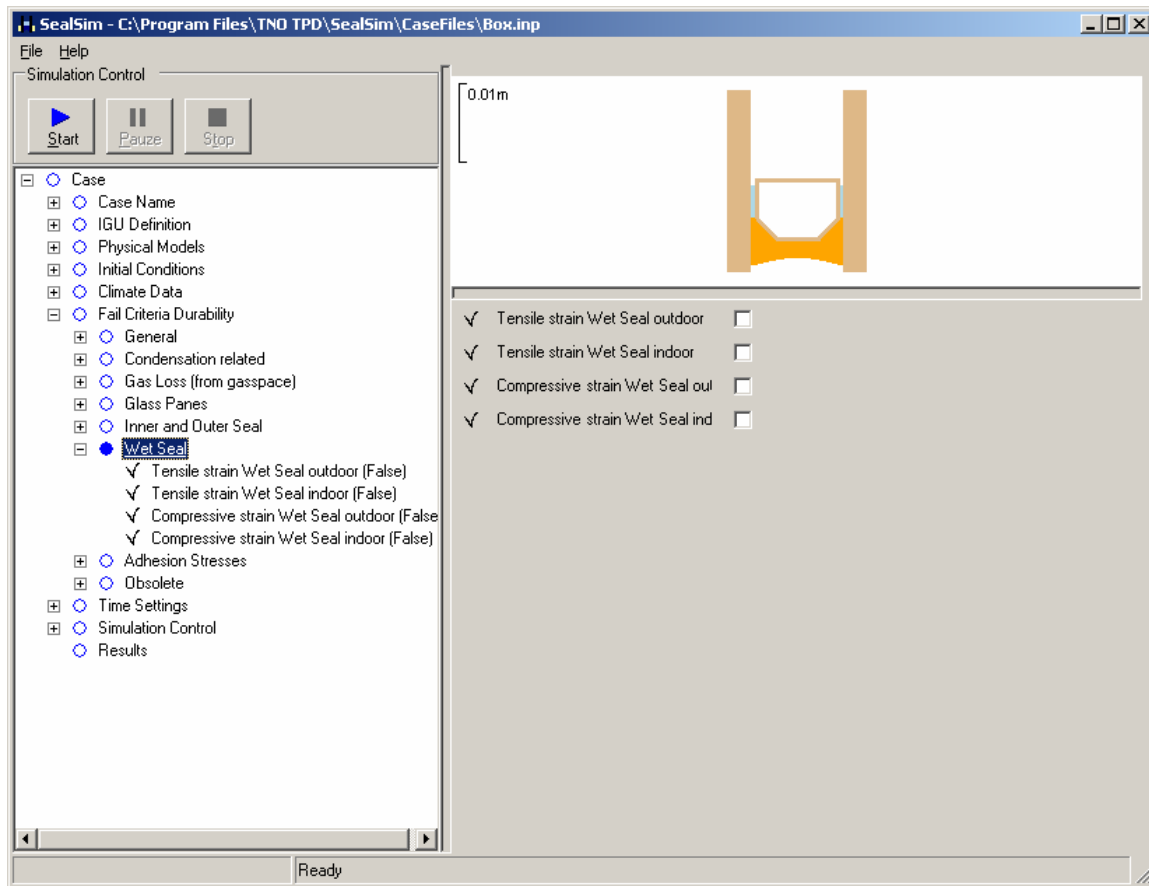 SealSim - C:\Program Files\TNO TPD\SealSim\CaseFiles\Box.inp
File Help
Simulation Control
Start
Pauze
Stop
Case
Case Name
IGU Definition
Physical Models
Initial Conditions
Climate Data
Fail Criteria Durability
General
Condensation related
Gas Loss (from gasspace)
Glass Panes
Inner and Outer Seal
Wet Seal
Tensile strain Wet Seal outdoor (False)
Tensile strain Wet Seal indoor (False)
Compressive strain Wet Seal outdoor (False
Compressive strain Wet Seal indoor (False)
Adhesion Stresses
Obsolete
Time Settings
Simulation Control
Results
0.01m
Tensile strain Wet Seal outdoor
Tensile strain Wet Seal indoor
Compressive strain Wet Seal out
Compressive strain Wet Seal ind
Ready